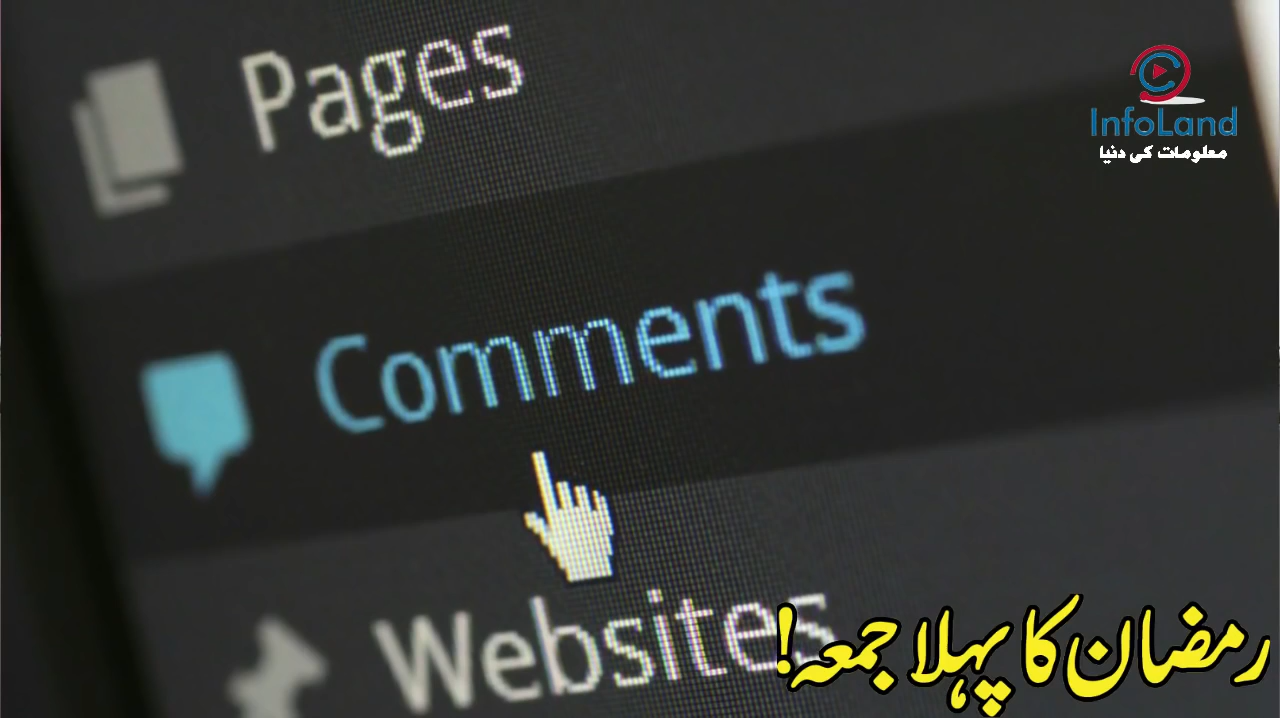 Pages
InfoLand
معلومات کی دنیا
Comments
Websites
رمضان کا پہلا جمعہ!